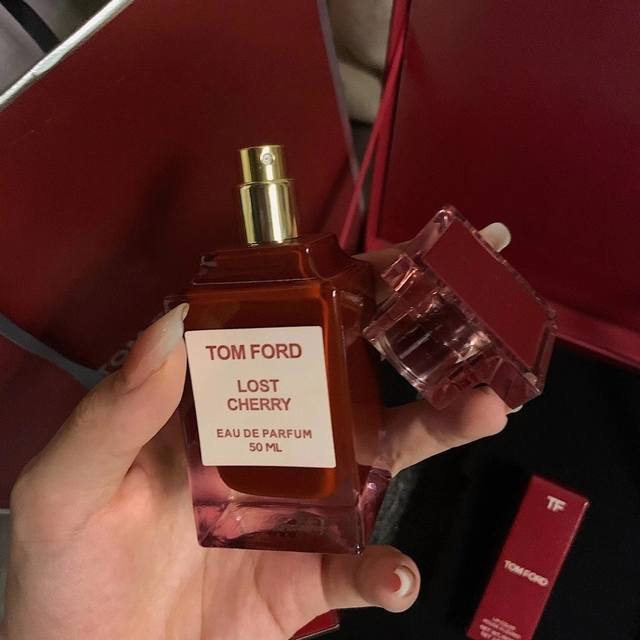 TOM FORD
LOST
CHERRY
EAU DE PARFUM
50 ML
TF
TOM FORD